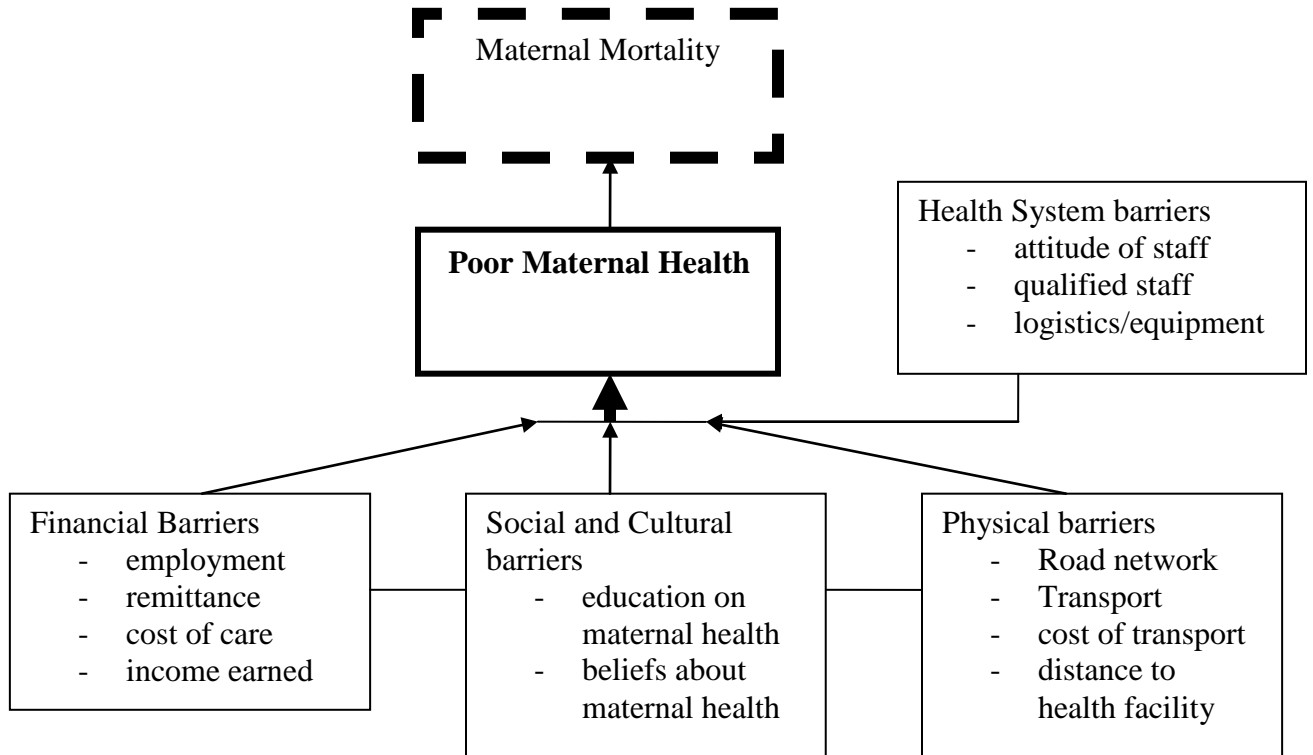 Maternal Mortality
Poor Maternal Health
Health System barriers
- attitude of staff
- qualified staff
- logistics/equipment
Financial Barriers
- employment
- remittance
- cost of care
- income earned
Social and Cultural
barriers
- education on
maternal health
- beliefs about
maternal health
Physical barriers
- Road network
- Transport
- cost of transport
- distance to
health facility